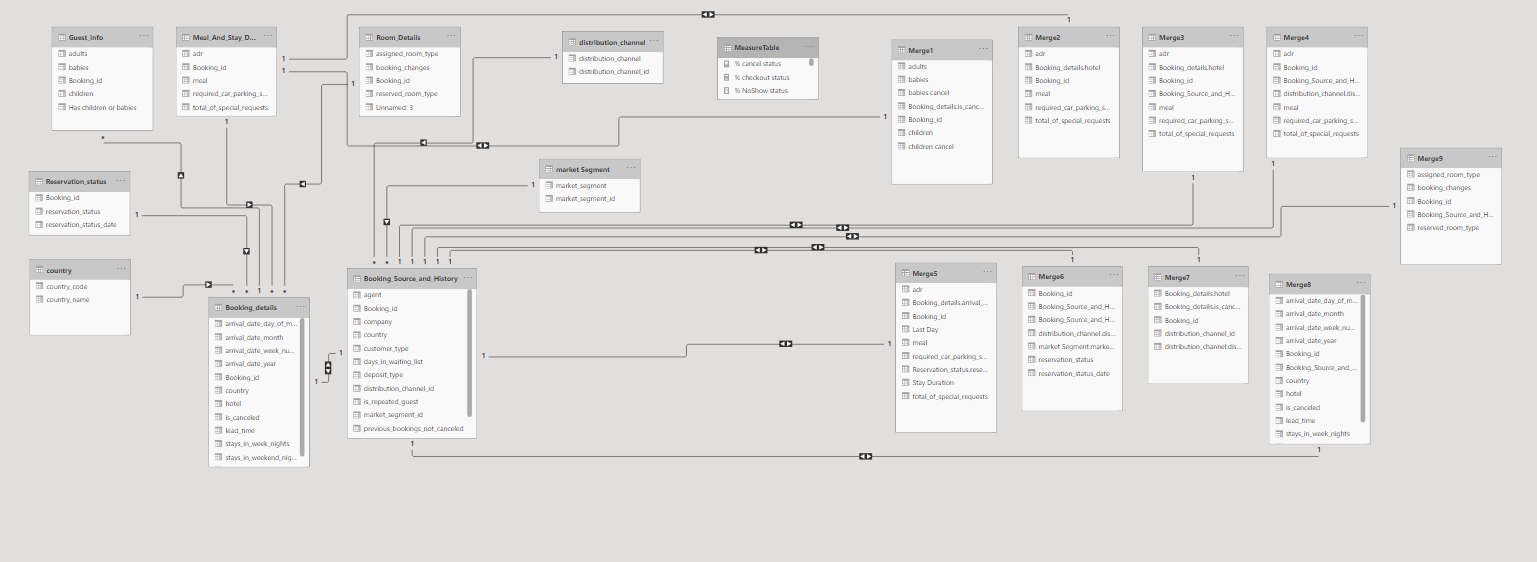 Guest_info
adults
babies
Booking_id
children
Has children or babies
Meal_And_Stay_D...
adr
Booking_id
meal
required_car_parking_s...
total_of_special_requests
Room_Details
assigned_room_type
booking_changes
Booking_id
reserved_room_type
Unnamed: 3
distribution_channel
distribution_channel
distribution_channel_id
MeasureTable
% cancel status
% checkout status
% NoShow status
Merge1
adults
babies
babies cancel
Booking_details.is_canc...
Booking_id
children
children cancel
Merge2
adr
Booking_details.hotel
Booking_id
meal
required_car_parking_s...
total_of_special_requests
Merge3
adr
Booking_details.hotel
Booking_id
Booking_Source_and_H...
meal
required_car_parking_s...
total_of_special_requests
Merge4
adr
Booking_id
Booking_Source_and_H...
distribution_channel.dis...
meal
required_car_parking_s...
total_of_special_requests
Merge9
assigned_room_type
booking_changes
Booking_id
Booking_Source_and_H...
reserved_room_type
Reservation_status
Booking_id
reservation_status
reservation_status_date
market Segment
market_segment
market_segment_id
country
country_code
country_name
Booking_details
arrival_date_day_of_m...
arrival_date_month
arrival_date_week_nu...
arrival_date_year
Booking_id
country
hotel
is_canceled
lead_time
stays_in_week_nights
stays_in_weekend_nig...
Booking_Source_and_History
agent
Booking_id
company
country
customer_type
days_in_waiting_list
deposit_type
distribution_channel_id
is_repeated_guest
market_segment_id
previous_bookings_not_canceled
Merge5
adr
Booking_details.arrival_...
Booking_id
Last Day
meal
required_car_parking_s...
Reservation_status.rese...
Stay Duration
total_of_special_requests
Merge6
Booking_id
Booking_Source_and_H...
Booking_Source_and_H...
distribution_channel.dis...
market Segment.marke...
reservation_status
reservation_status_date
Merge7
Booking_details.hotel
Booking_details.is_canc...
Booking_id
distribution_channel_id
distribution_channel.dis...
Merge8
arrival_date_day_of_m...
arrival_date_month
arrival_date_week_nu...
arrival_date_year
Booking_id
Booking_Source_and_...
country
hotel
is_canceled
lead_time
stays_in_week_nights